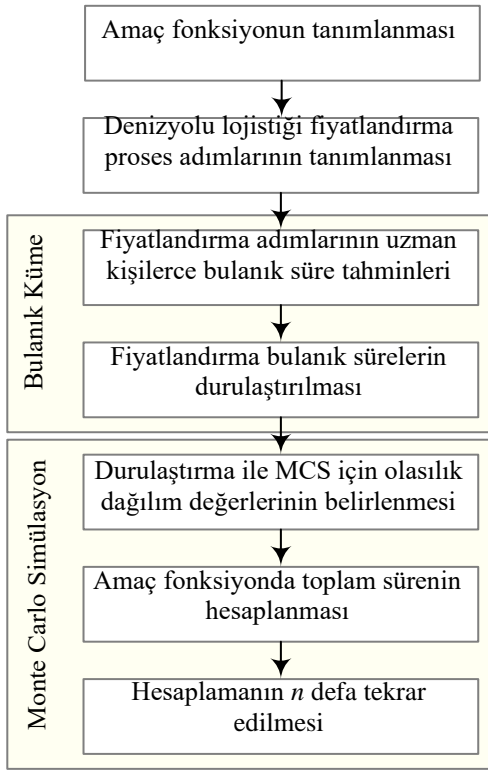 Amaç fonksiyonun tanımlanması
Denizyolu lojistiği fiyatlandırma
proses adımlarının tanımlanması
Bulanık Küme
Fiyatlandırma adımlarının uzman
kişilerce bulanık süre tahminleri
Fiyatlandırma bulanık sürelerin
durulaştırılması
Monte Carlo Simülasyon
Durulaştırma ile MCS için olasılık
dağılım değerlerinin belirlenmesi
Amaç fonksiyonda toplam sürenin
hesaplanması
Hesaplamanın n defa tekrar
edilmesi